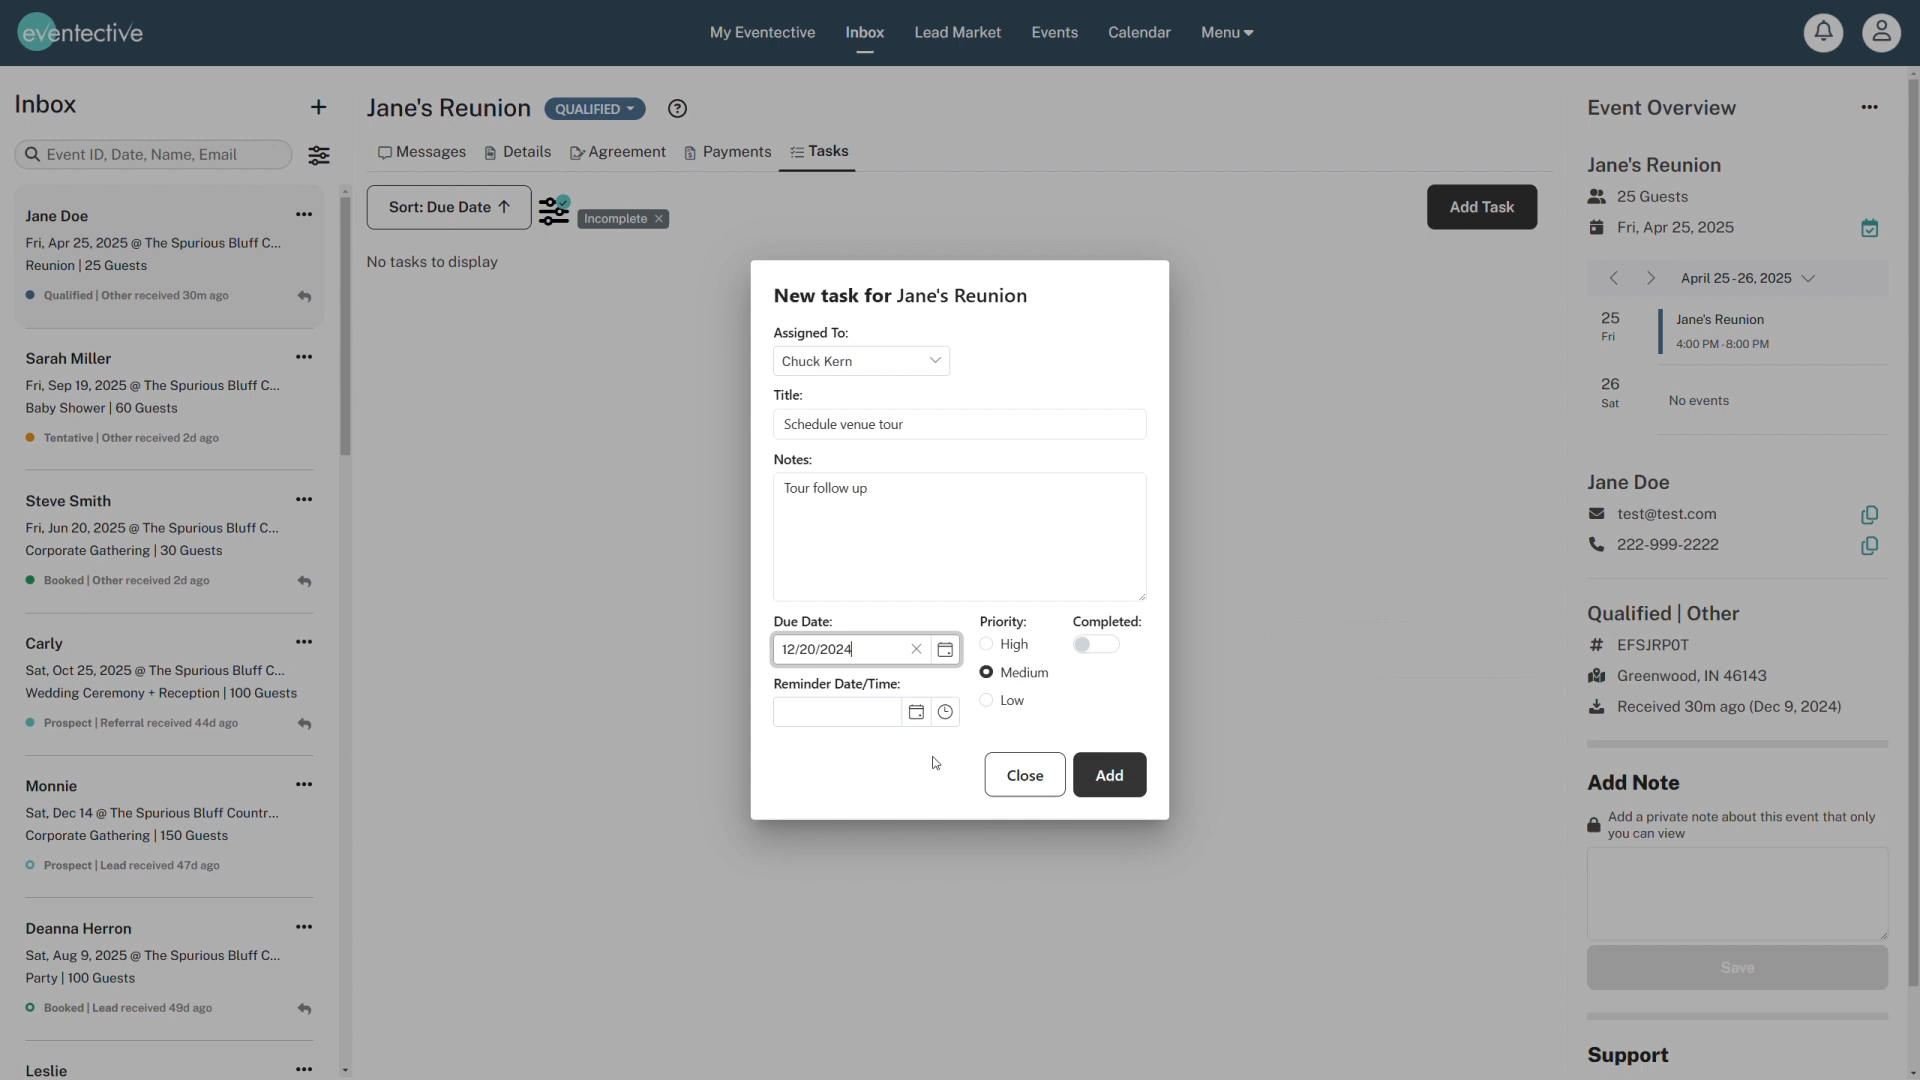 eventective
My Eventective
Inbox
Lead Market
Events
Calendar
Menu
Inbox
+
Event ID, Date, Name, Email
Jane Doe
Fri, Apr 25, 2025 @ The Spurious Bluff C...
Reunion | 25 Guests
Qualified | Other received 30m ago
Sarah Miller
Fri, Sep 19, 2025 @ The Spurious Bluff C...
Baby Shower | 60 Guests
Tentative | Other received 2d ago
Steve Smith
Fri, Jun 20, 2025 @ The Spurious Bluff C...
Corporate Gathering | 30 Guests
Booked | Other received 2d ago
Carly
Sat, Oct 25, 2025 @ The Spurious Bluff C...
Wedding Ceremony + Reception | 100 Guests
Prospect | Referral received 44d ago
Monnie
Sat, Dec 14 @ The Spurious Bluff Countr...
Corporate Gathering | 150 Guests
Prospect | Lead received 47d ago
Deanna Herron
Sat, Aug 9, 2025 @ The Spurious Bluff C...
Party | 100 Guests
Booked | Lead received 49d ago
Leslie
Jane's Reunion
QUALIFIED
?
Messages
Details
Agreement
Payments
Tasks
Sort: Due Date ↑
Incomplete ×
Add Task
No tasks to display
New task for Jane's Reunion
Assigned To:
Chuck Kern
Title:
Schedule venue tour
Notes:
Tour follow up
Due Date:
12/20/2024
Reminder Date/Time:
Priority:
High
Medium
Low
Completed:
Close
Add
Event Overview
Jane's Reunion
25 Guests
Fri, Apr 25, 2025
April 25 - 26, 2025
25
Fri
Jane's Reunion
4:00 PM - 8:00 PM
26
Sat
No events
Jane Doe
test@test.com
222-999-2222
Qualified | Other
# EFSJRP0T
Greenwood, IN 46143
Received 30m ago (Dec 9, 2024)
Add Note
Add a private note about this event that only
you can view
Save
Support